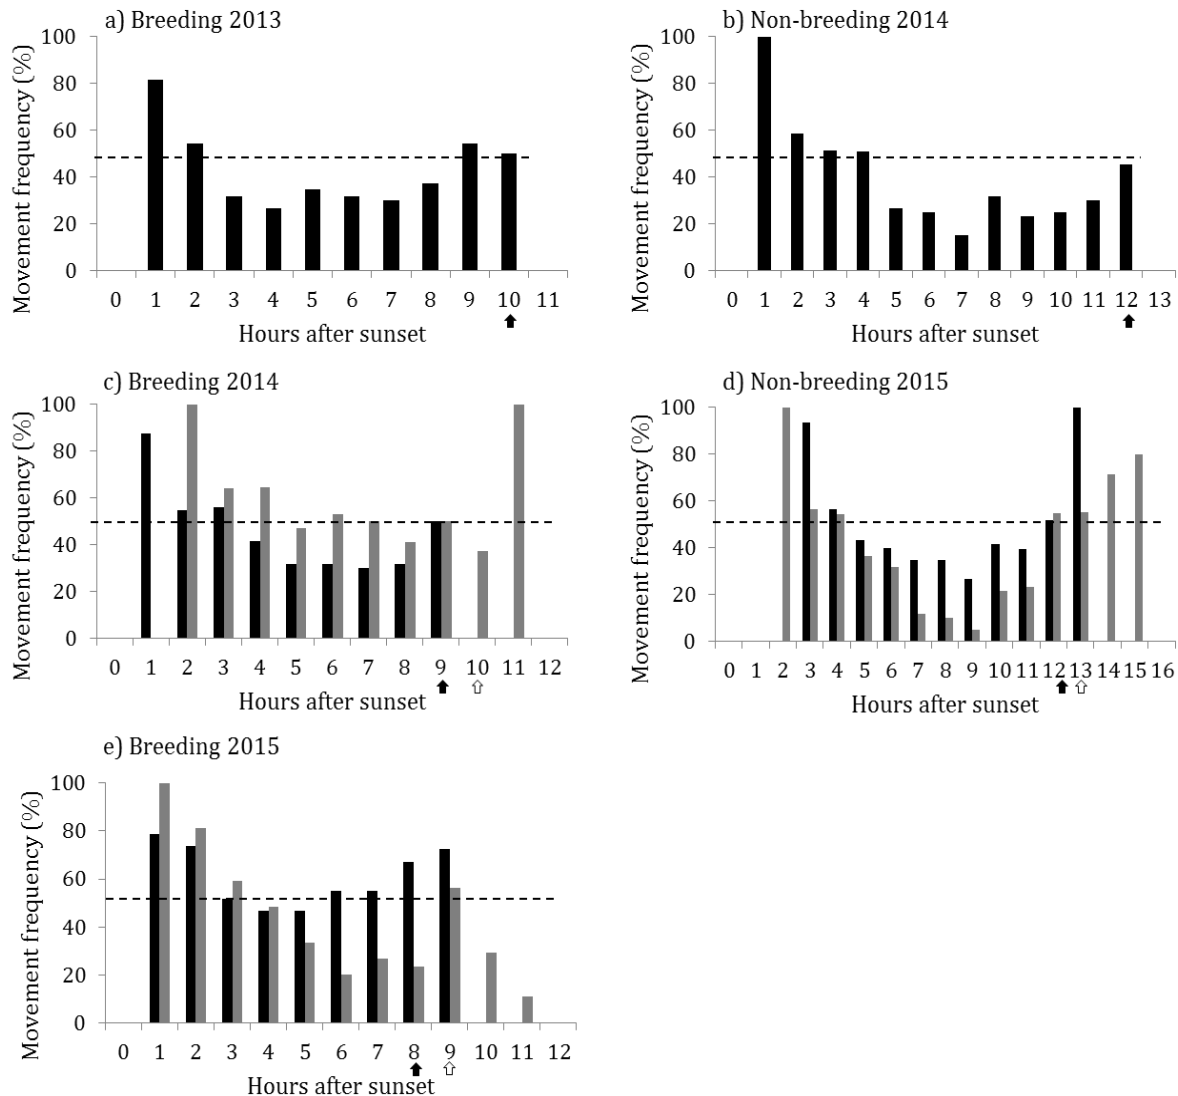 a) Breeding 2013
Movement frequency (%)
100
80
60
40
20
0
0 1 2 3 4 5 6 7 8 9 10 11
Hours after sunset
b) Non-breeding 2014
Movement frequency (%)
100
80
60
40
20
0
0 1 2 3 4 5 6 7 8 9 10 11 12 13
Hours after sunset
c) Breeding 2014
Movement frequency (%)
100
80
60
40
20
0
0 1 2 3 4 5 6 7 8 9 10 11 12
Hours after sunset
d) Non-breeding 2015
Movement frequency (%)
100
80
60
40
20
0
0 1 2 3 4 5 6 7 8 9 10 11 12 13 14 15 16
Hours after sunset
e) Breeding 2015
Movement frequency (%)
100
80
60
40
20
0
0 1 2 3 4 5 6 7 8 9 10 11 12
Hours after sunset